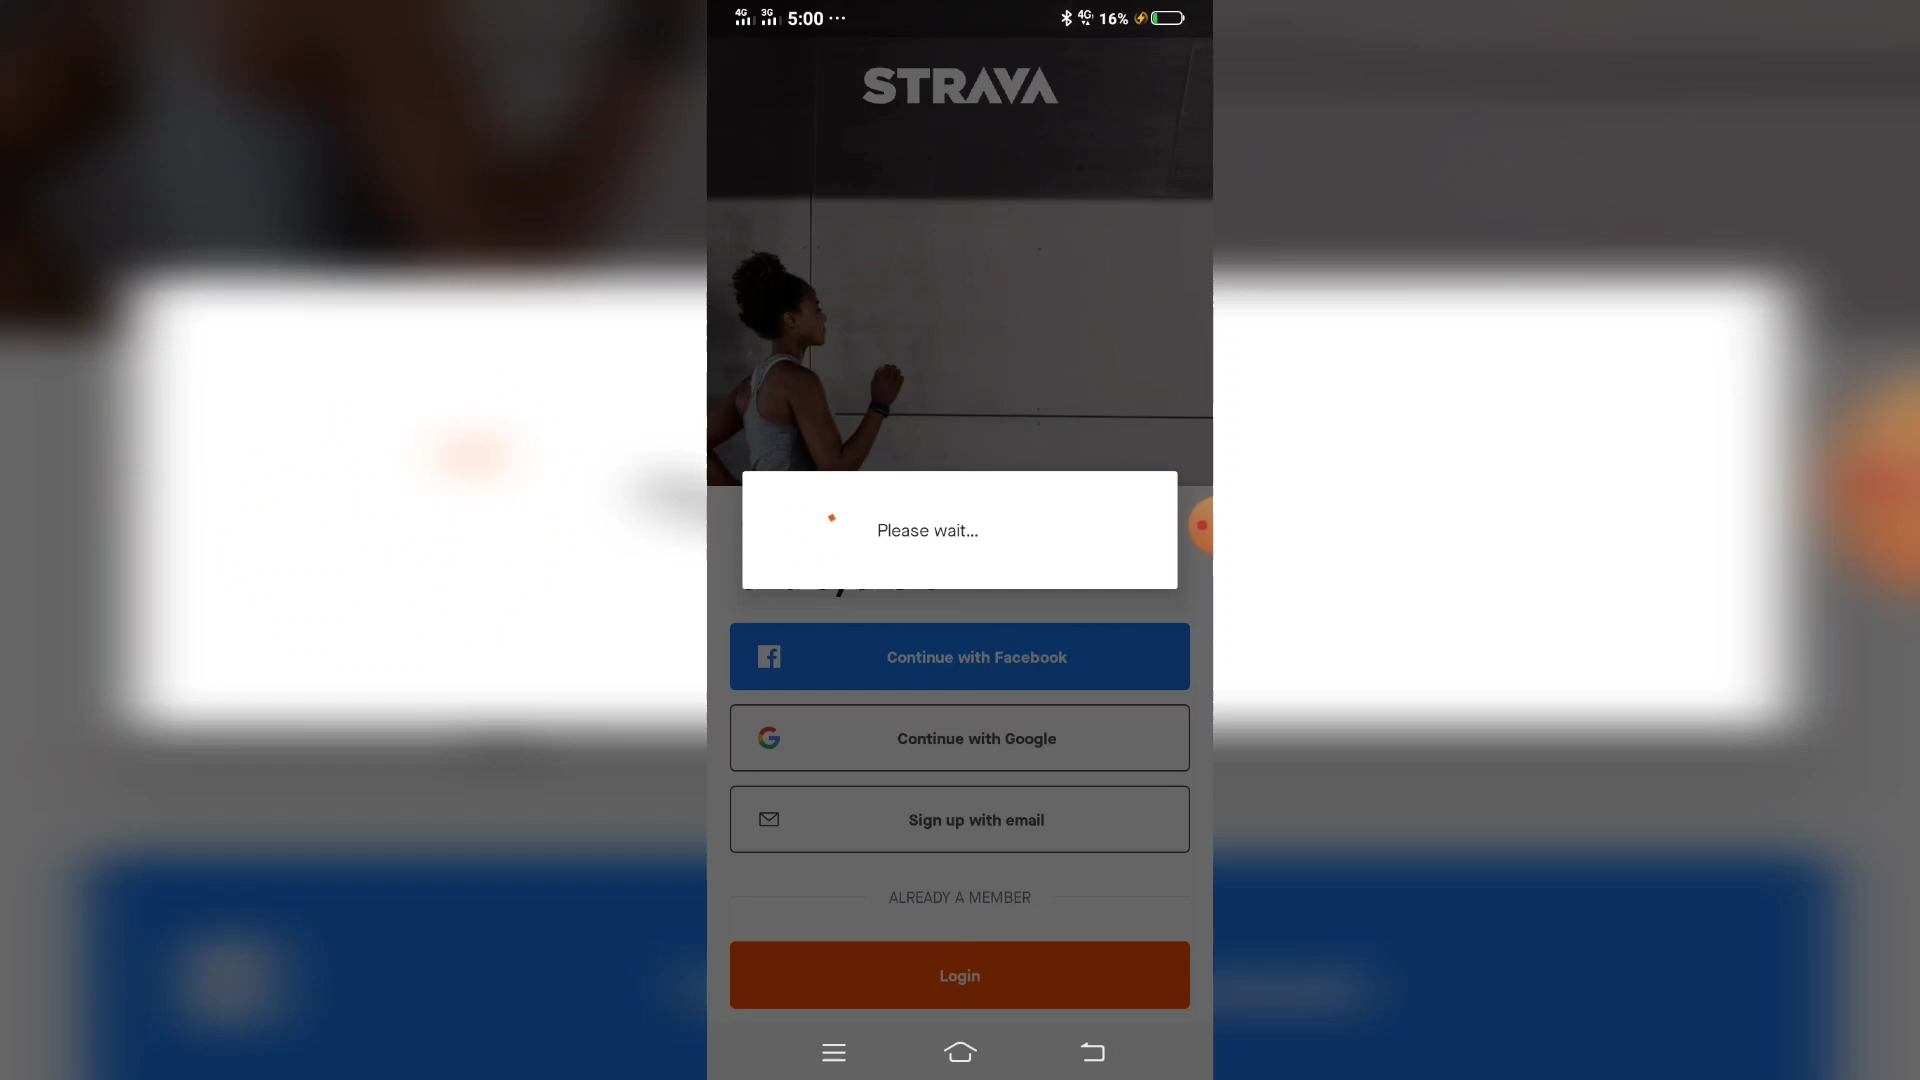 4G 3G 5:00 ... 4G 16%
STRAVA
Please wait...
Continue with Facebook
Continue with Google
Sign up with email
ALREADY A MEMBER
Login